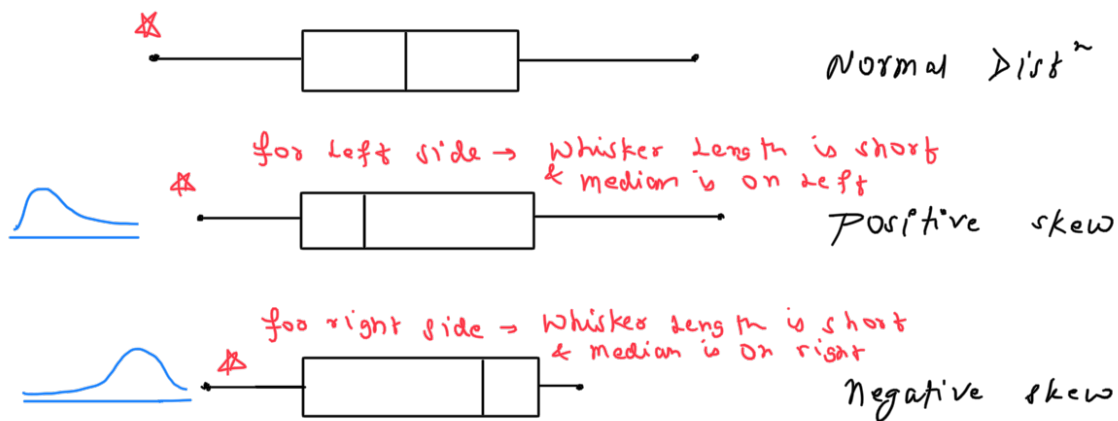 Normal Distⁿ
for Left side → Whisker Length is short
& median is on Left
Positive skew
for right side → Whisker Length is short
& median is on right
Negative skew